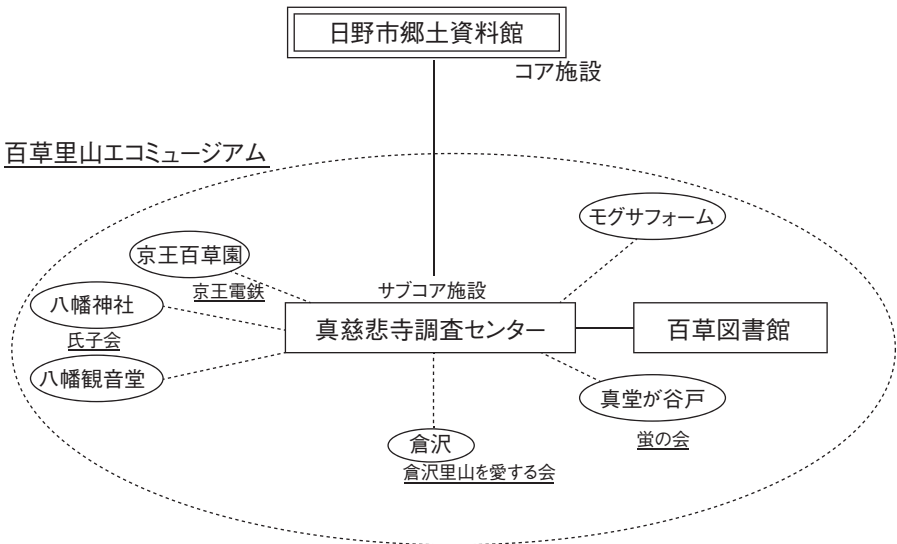 日野市郷土資料館
コア施設
百草里山エコミュージアム
モグサフォーム
京王百草園
京王電鉄
サブコア施設
八幡神社
氏子会
真慈悲寺調査センター
百草図書館
八幡観音堂
真堂が谷戸
蛍の会
倉沢
倉沢里山を愛する会